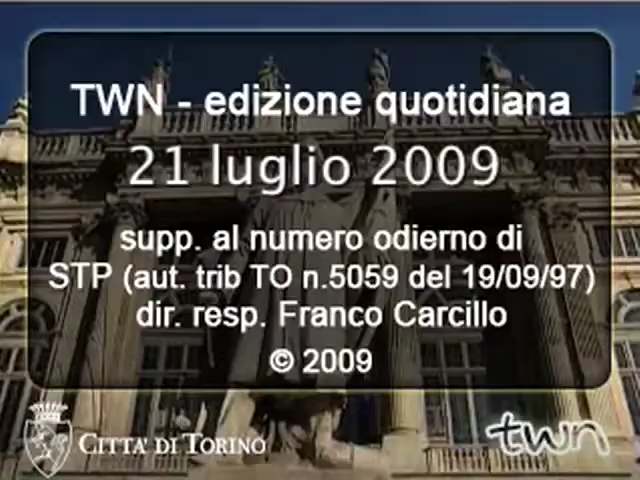 TWN - edizione quotidiana
21 luglio 2009
supp. al numero odierno di
STP (aut. trib TO n.5059 del 19/09/97)
dir. resp. Franco Carcillo
© 2009
CITTA' DI TORINO
twn